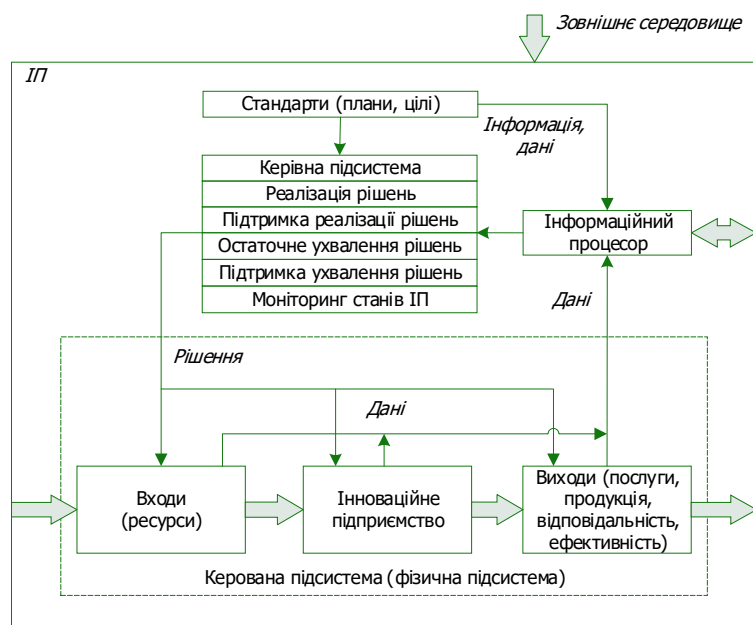 Зовнішнє середовище
ІП
Стандарти (плани, цілі)
Інформація,
дані
Керівна підсистема
Реалізація рішень
Підтримка реалізації рішень
Остаточне ухвалення рішень
Підтримка ухвалення рішень
Моніторинг станів ІП
Інформаційний
процесор
Дані
Рішення
Дані
Входи
(ресурси)
Інноваційне
підприємство
Виходи (послуги,
продукція,
відповідальність,
ефективність)
Керована підсистема (фізична підсистема)